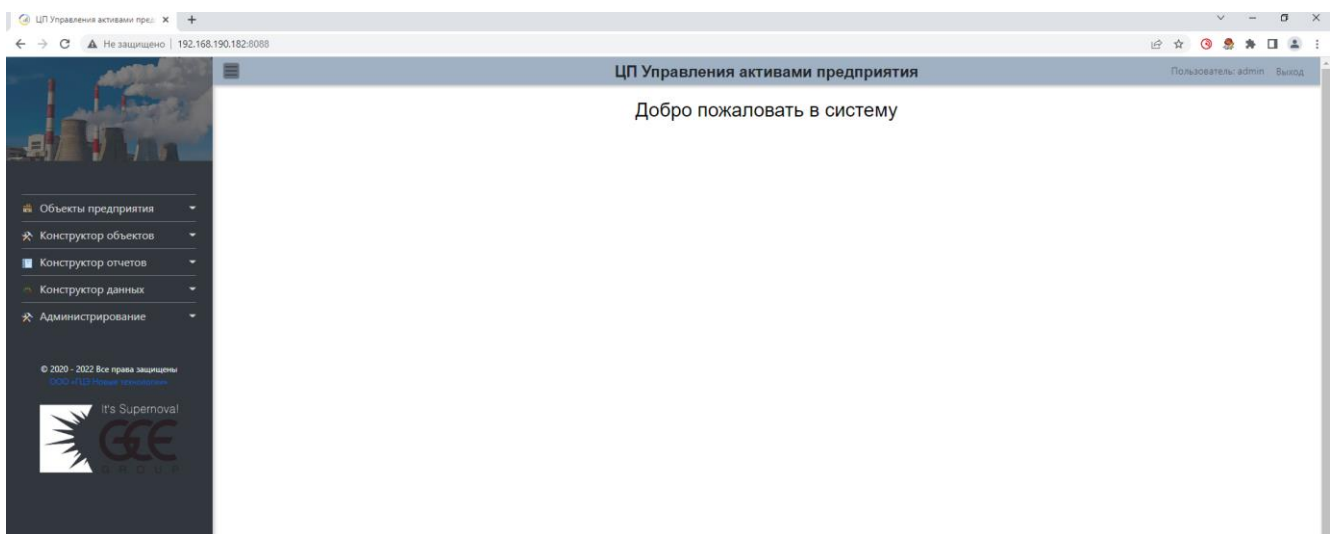 ЦП Управления активами пред
Не защищено | 192.168.190.182:8088
ЦП Управления активами предприятия
Пользователь: admin Выход
Добро пожаловать в систему
Объекты предприятия
Конструктор объектов
Конструктор отчетов
Конструктор данных
Администрирование
© 2020 - 2022 Все права защищены
ООО «ГЦЭ Новые технологии»
It's Supernova!
GCE
GROUP